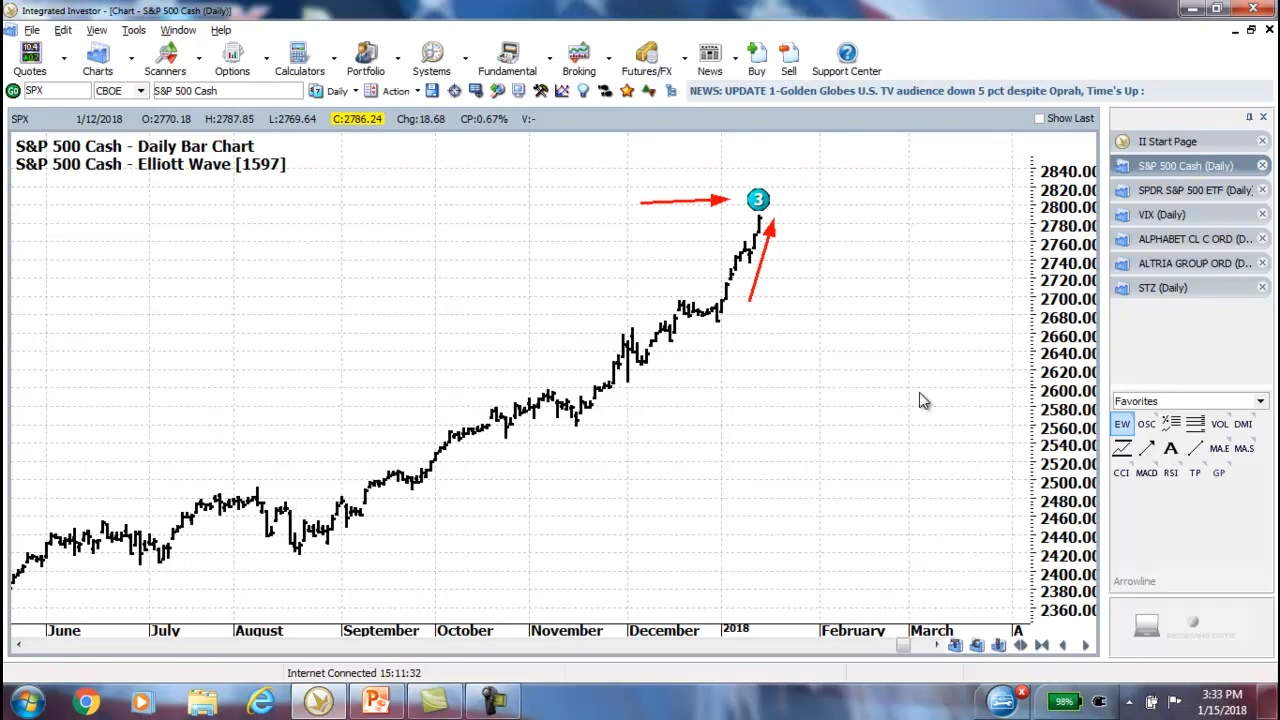 Integrated Investor - [Chart - S&P 500 Cash (Daily)]
File Edit View Tools Window Help
Quotes Charts Scanners Options Calculators Portfolio Systems Fundamental Broking Futures/FX News Buy Sell Support Center
Go SPX CBOE S&P 500 Cash Daily Action NEWS: UPDATE 1-Golden Globes U.S. TV audience down 5 pct despite Oprah, Time's Up :
SPX 1/12/2018 O:2770.18 H:2787.85 L:2769.64 C:2786.24 Chg:18.68 CP:0.67% V:- Show Last
S&P 500 Cash - Daily Bar Chart
S&P 500 Cash - Elliott Wave [1597]
3
2840.00
2820.00
2800.00
2780.00
2760.00
2740.00
2720.00
2700.00
2680.00
2660.00
2640.00
2620.00
2600.00
2580.00
2560.00
2540.00
2520.00
2500.00
2480.00
2460.00
2440.00
2420.00
2400.00
2380.00
2360.00
June July August September October November December 2018 February March A
II Start Page
S&P 500 Cash (Daily)
SPDR S&P 500 ETF (Daily)
VIX (Daily)
ALPHABET CL C ORD (D...
ALTRIA GROUP ORD (D...
STZ (Daily)
Favorites
EW OSC VOL DMI
A MA.E MA.S
CCI MACD RSI TP GP
Arrowline
RECEIVING DATA
Internet Connected 15:11:32
98%
3:33 PM
1/15/2018